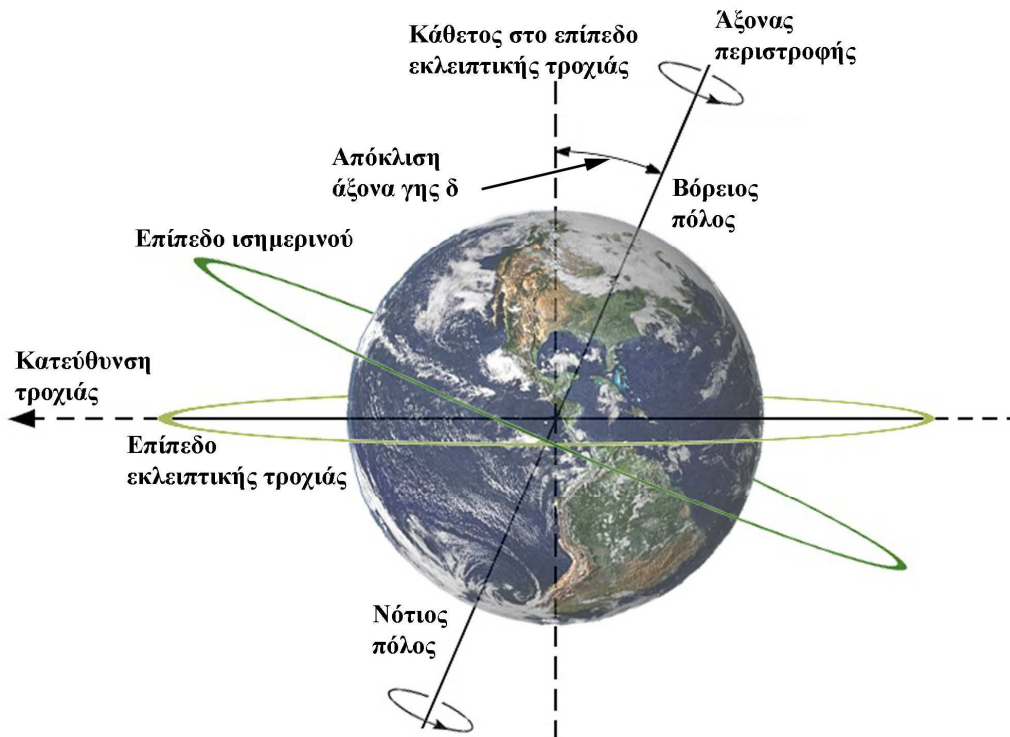 Κάθετος στο επίπεδο
εκλειπτικής τροχιάς
Άξονας
περιστροφής
Απόκλιση
άξονα γης δ
Βόρειος
πόλος
Επίπεδο ισημερινού
Κατεύθυνση
τροχιάς
Επίπεδο
εκλειπτικής τροχιάς
Νότιος
πόλος